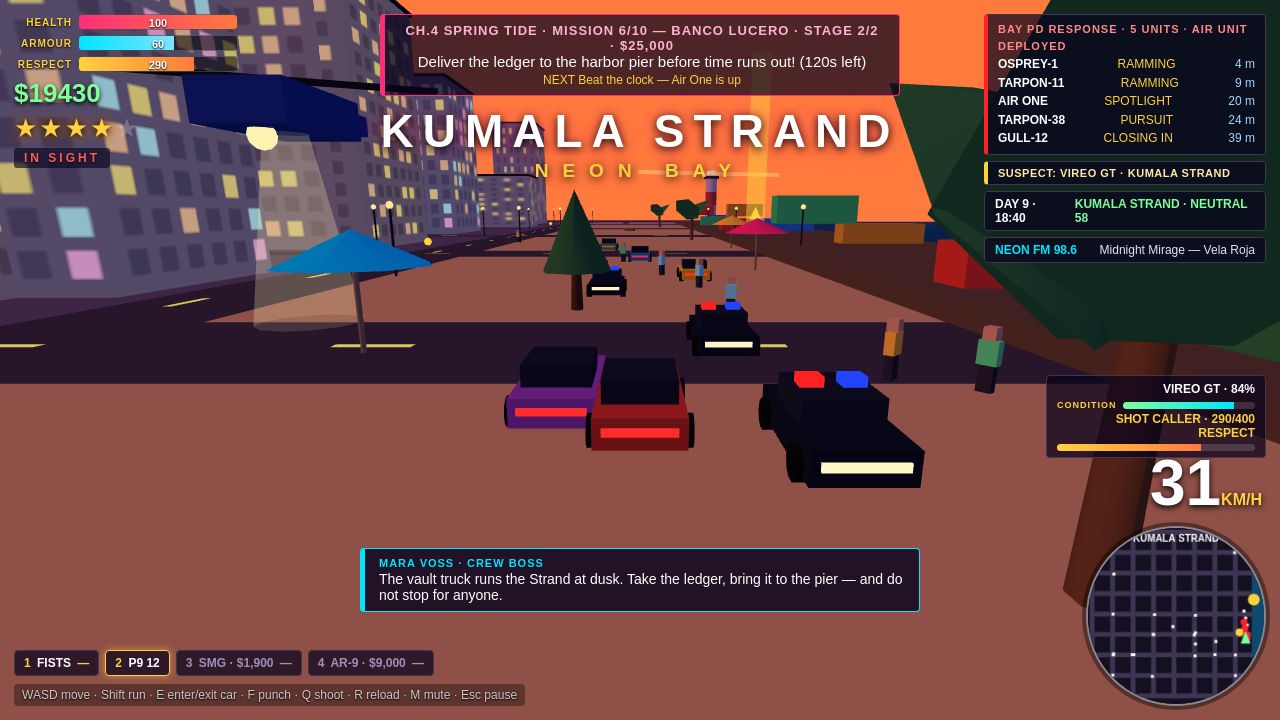 HEALTH 100
ARMOUR 60
RESPECT 290
$19430
★★★★★
IN SIGHT
CH.4 SPRING TIDE · MISSION 6/10 — BANCO LUCERO · STAGE 2/2
· $25,000
Deliver the ledger to the harbor pier before time runs out! (120s left)
NEXT Beat the clock — Air One is up
KUMALA STRAND
NEON BAY
BAY PD RESPONSE · 5 UNITS · AIR UNIT
DEPLOYED
OSPREY-1 RAMMING 4 m
TARPON-11 RAMMING 9 m
AIR ONE SPOTLIGHT 20 m
TARPON-38 PURSUIT 24 m
GULL-12 CLOSING IN 39 m
SUSPECT: VIREO GT · KUMALA STRAND
DAY 9 ·
18:40
KUMALA STRAND · NEUTRAL
58
NEON FM 98.6 Midnight Mirage — Vela Roja
VIREO GT · 84%
CONDITION
SHOT CALLER · 290/400
RESPECT
31 KM/H
KUMALA STRAND
MARA VOSS · CREW BOSS
The vault truck runs the Strand at dusk. Take the ledger, bring it to the pier — and do
not stop for anyone.
1 FISTS —
2 P9 12
3 SMG · $1,900 —
4 AR-9 · $9,000 —
WASD move · Shift run · E enter/exit car · F punch · Q shoot · R reload · M mute · Esc pause